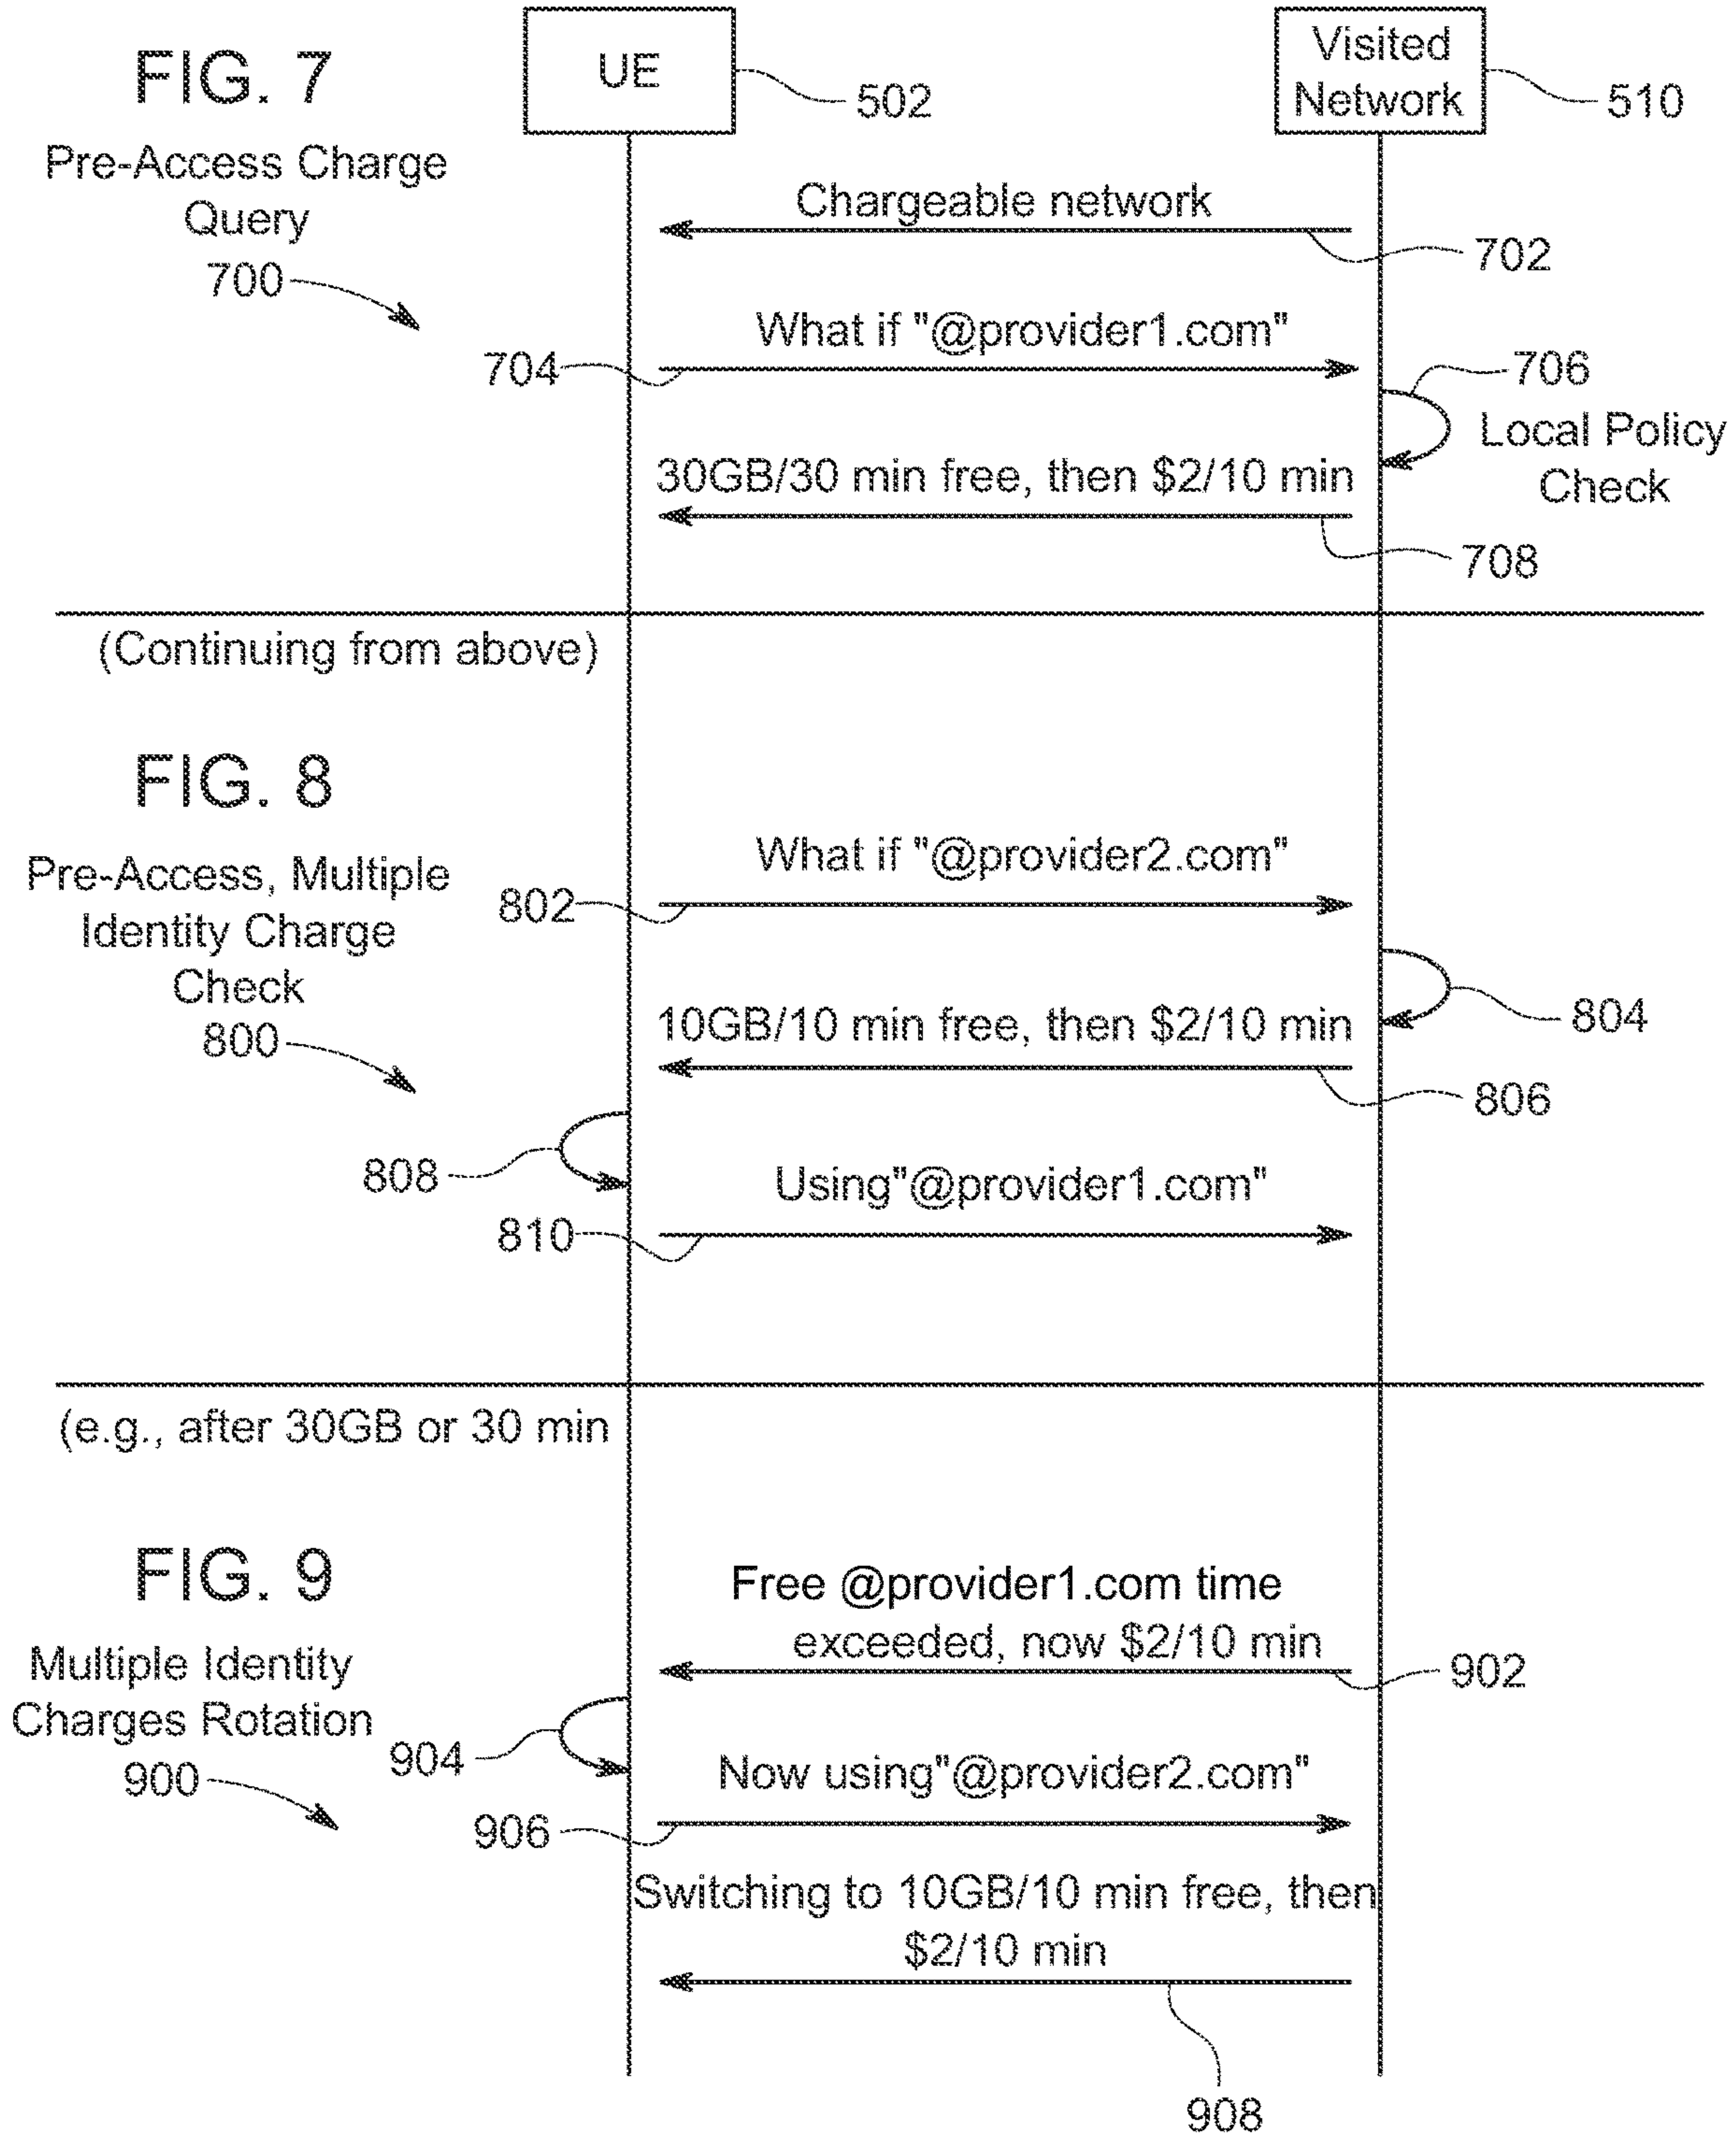 FIG. 7
UE
502
Visited
Network
510
Pre-Access Charge
Query
700
Chargeable network
702
What if "@provider1.com"
704
706
Local Policy
Check
30GB/30 min free, then $2/10 min
708
(Continuing from above)
FIG. 8
Pre-Access, Multiple
Identity Charge
Check
800
What if "@provider2.com"
802
804
10GB/10 min free, then $2/10 min
806
808
Using"@provider1.com"
810
(e.g., after 30GB or 30 min
FIG. 9
Multiple Identity
Charges Rotation
900
Free @provider1.com time
exceeded, now $2/10 min
902
904
Now using"@provider2.com"
906
Switching to 10GB/10 min free, then
$2/10 min
908